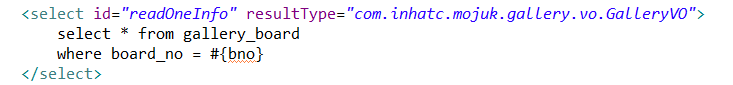 <select id="readOneInfo" resultType="com.inhatc.mojuk.gallery.vo.GalleryVO">
    select * from gallery_board
    where board_no = #{bno}
</select>